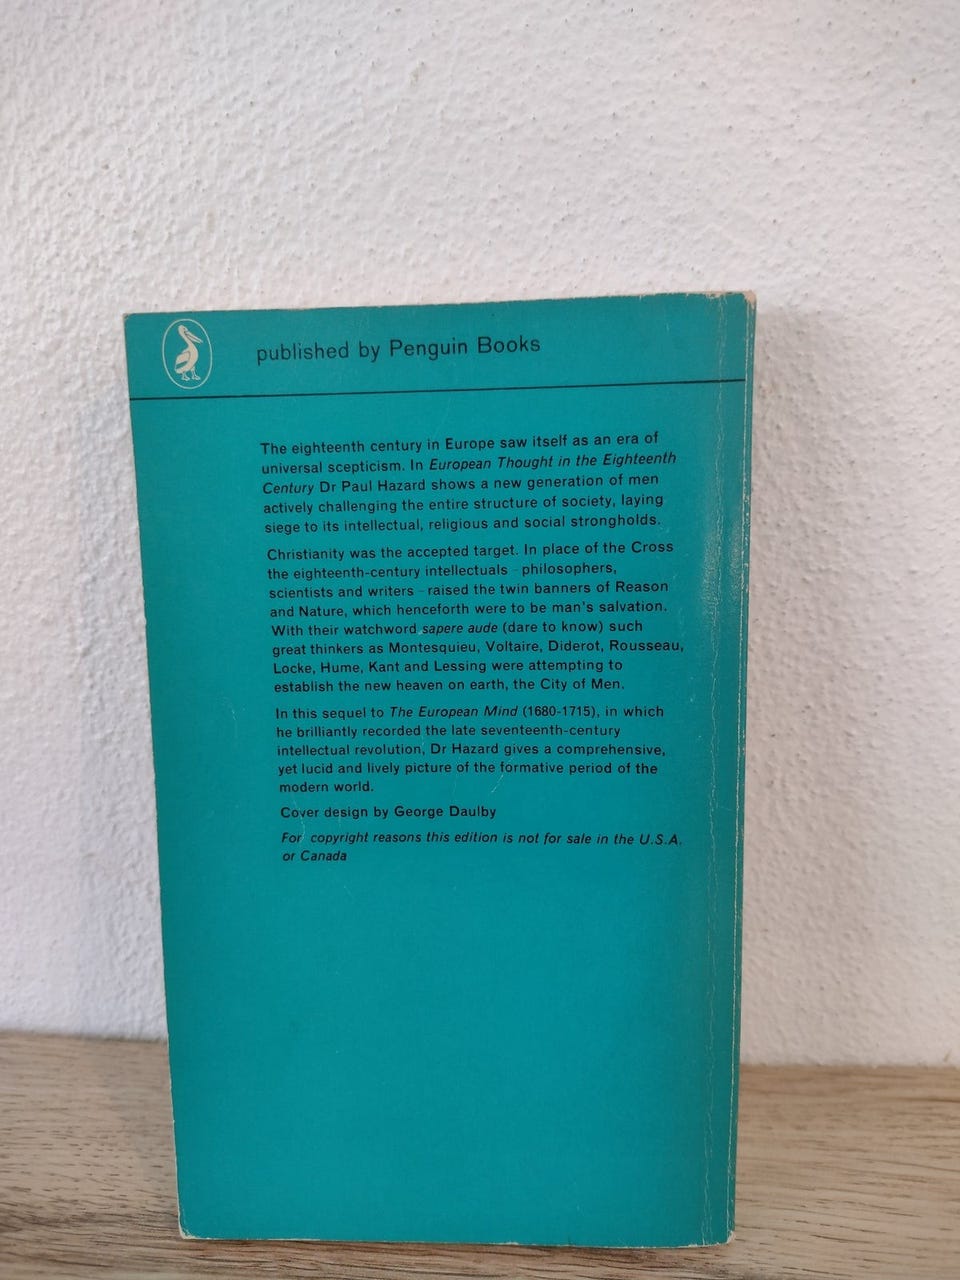 published by Penguin Books
The eighteenth century in Europe saw itself as an era of
universal scepticism. In European Thought in the Eighteenth
Century Dr Paul Hazard shows a new generation of men
actively challenging the entire structure of society, laying
siege to its intellectual, religious and social strongholds.
Christianity was the accepted target. In place of the Cross
the eighteenth-century intellectuals - philosophers,
scientists and writers - raised the twin banners of Reason
and Nature, which henceforth were to be man's salvation.
With their watchword sapere aude (dare to know) such
great thinkers as Montesquieu, Voltaire, Diderot, Rousseau,
Locke, Hume, Kant and Lessing were attempting to
establish the new heaven on earth, the City of Men.
In this sequel to The European Mind (1680-1715), in which
he brilliantly recorded the late seventeenth-century
intellectual revolution, Dr Hazard gives a comprehensive,
yet lucid and lively picture of the formative period of the
modern world.
Cover design by George Daulby
For copyright reasons this edition is not for sale in the U.S.A.
or Canada